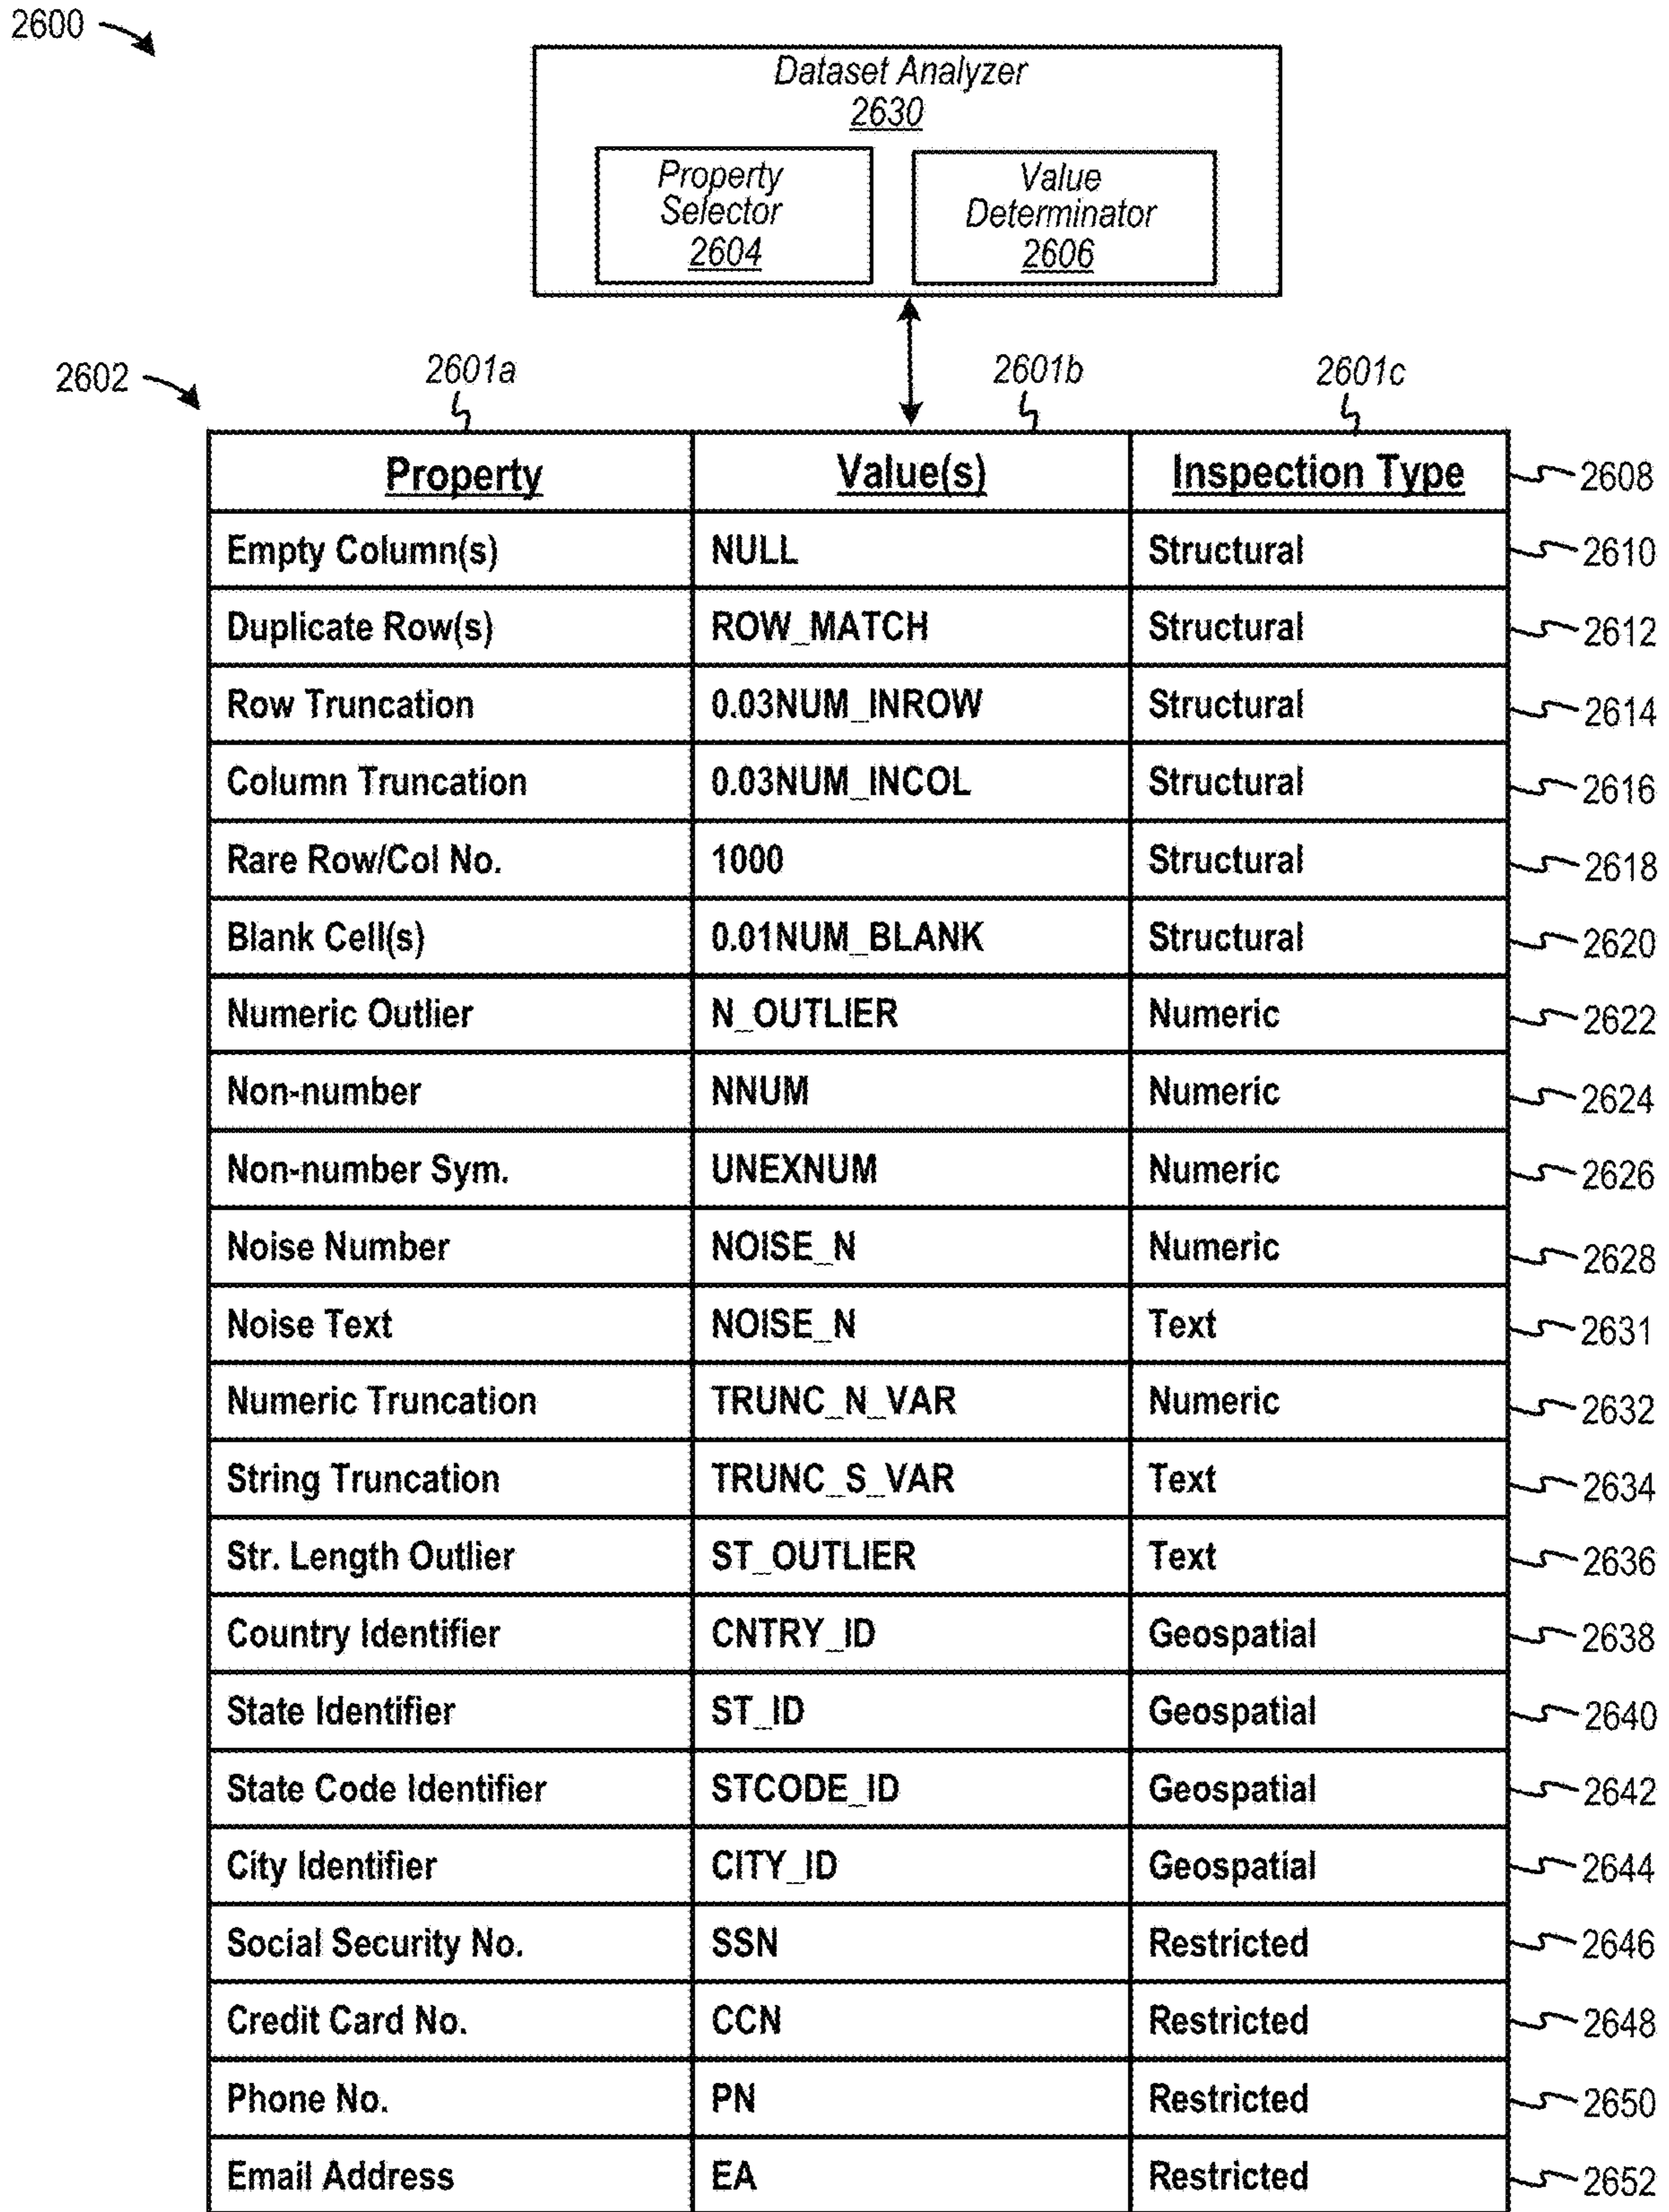 2600
Dataset Analyzer
2630
Property
Selector
2604
Value
Determinator
2606
2602
2601a
2601b
2601c
Property Value(s) Inspection Type 2608
Empty Column(s) NULL Structural 2610
Duplicate Row(s) ROW_MATCH Structural 2612
Row Truncation 0.03NUM_INROW Structural 2614
Column Truncation 0.03NUM_INCOL Structural 2616
Rare Row/Col No. 1000 Structural 2618
Blank Cell(s) 0.01NUM_BLANK Structural 2620
Numeric Outlier N_OUTLIER Numeric 2622
Non-number NNUM Numeric 2624
Non-number Sym. UNEXNUM Numeric 2626
Noise Number NOISE_N Numeric 2628
Noise Text NOISE_N Text 2631
Numeric Truncation TRUNC_N_VAR Numeric 2632
String Truncation TRUNC_S_VAR Text 2634
Str. Length Outlier ST_OUTLIER Text 2636
Country Identifier CNTRY_ID Geospatial 2638
State Identifier ST_ID Geospatial 2640
State Code Identifier STCODE_ID Geospatial 2642
City Identifier CITY_ID Geospatial 2644
Social Security No. SSN Restricted 2646
Credit Card No. CCN Restricted 2648
Phone No. PN Restricted 2650
Email Address EA Restricted 2652